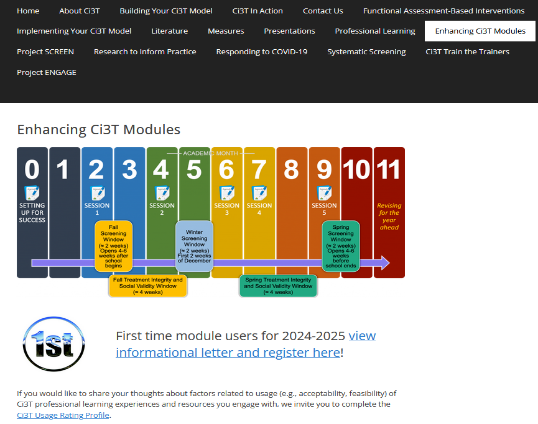 Home About Ci3T Building Your Ci3T Model Ci3T In Action Contact Us Functional Assessment-Based Interventions
Implementing Your Ci3T Model Literature Measures Presentations Professional Learning Enhancing Ci3T Modules
Project SCREEN Research to Inform Practice Responding to COVID-19 Systematic Screening Ci3T Train the Trainers
Project ENGAGE
Enhancing Ci3T Modules
ACADEMIC MONTH
0 1 2 3 4 5 6 7 8 9 10 11
SETTING
UP FOR
SUCCESS
SESSION
1
SESSION
2
SESSION
3
SESSION
4
SESSION
5
Revising
for the
year
ahead
Fall
Screening
Window
(≈ 2 weeks)
Opens 4-6
weeks after
school
begins
Winter
Screening
Window
(≈ 2 weeks)
First 2 weeks
of December
Spring
Screening
Window
(≈ 2 weeks)
Opens 4-6
weeks
before
school ends
Fall Treatment Integrity and
Social Validity Window
(≈ 4 weeks)
Spring Treatment Integrity
and Social Validity Window
(≈ 4 weeks)
1st
First time module users for 2024-2025 view
informational letter and register here!
If you would like to share your thoughts about factors related to usage (e.g., acceptability, feasibility) of
Ci3T professional learning experiences and resources you engage with, we invite you to complete the
Ci3T Usage Rating Profile.